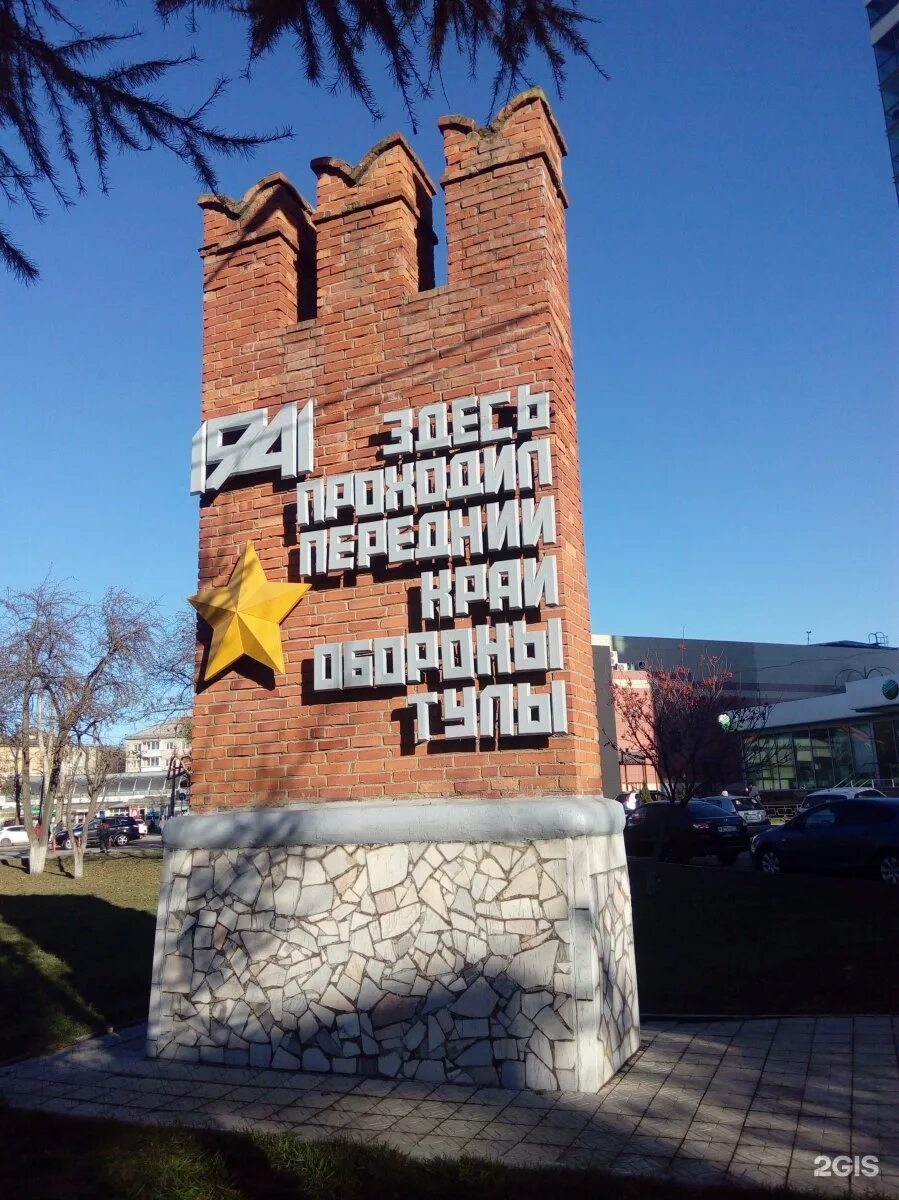 1941
ЗДЕСЬ
ПРОХОДИЛ
ПЕРЕДНИЙ
КРАЙ
ОБОРОНЫ
ТУЛЫ
2GIS